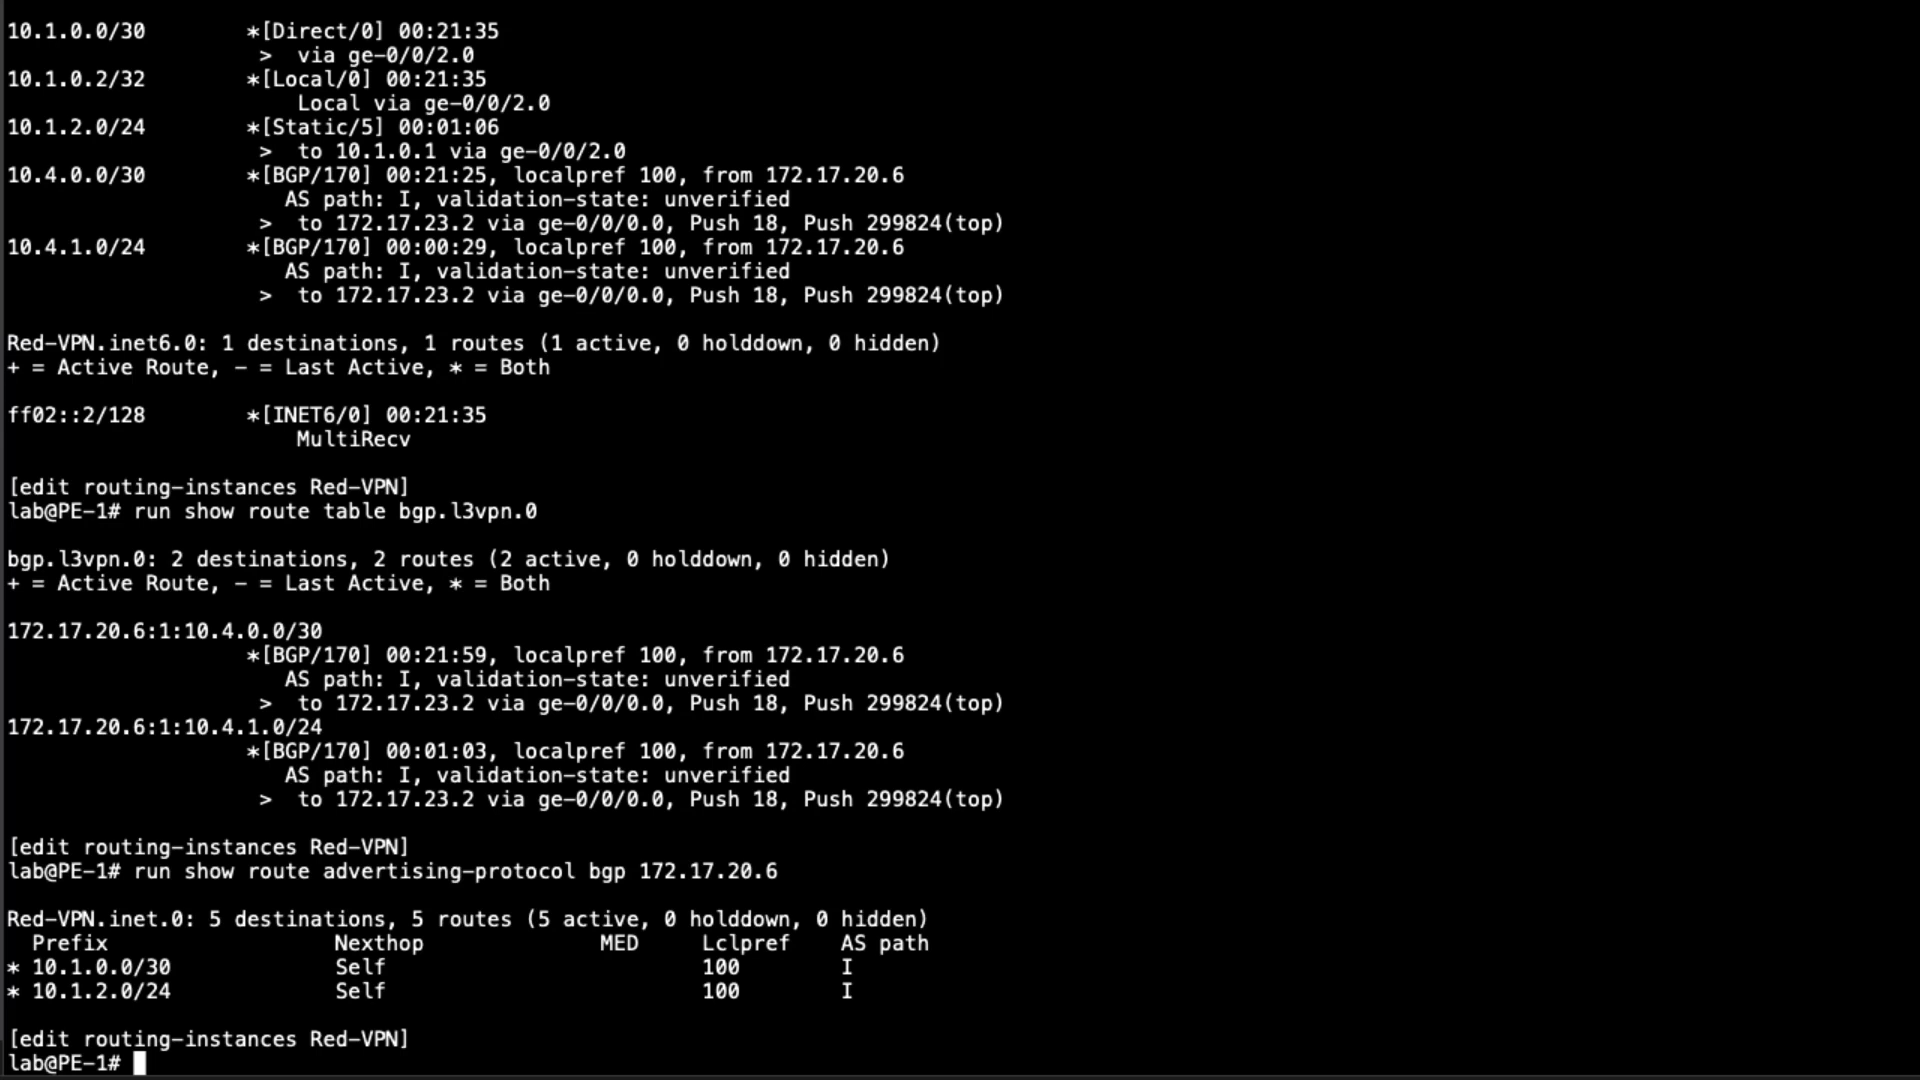 10.1.0.0/30        *[Direct/0] 00:21:35
                    >  via ge-0/0/2.0
10.1.0.2/32        *[Local/0] 00:21:35
                       Local via ge-0/0/2.0
10.1.2.0/24        *[Static/5] 00:01:06
                    >  to 10.1.0.1 via ge-0/0/2.0
10.4.0.0/30        *[BGP/170] 00:21:25, localpref 100, from 172.17.20.6
                      AS path: I, validation-state: unverified
                    >  to 172.17.23.2 via ge-0/0/0.0, Push 18, Push 299824(top)
10.4.1.0/24        *[BGP/170] 00:00:29, localpref 100, from 172.17.20.6
                      AS path: I, validation-state: unverified
                    >  to 172.17.23.2 via ge-0/0/0.0, Push 18, Push 299824(top)

Red-VPN.inet6.0: 1 destinations, 1 routes (1 active, 0 holddown, 0 hidden)
+ = Active Route, - = Last Active, * = Both

ff02::2/128        *[INET6/0] 00:21:35
                       MultiRecv

[edit routing-instances Red-VPN]
lab@PE-1# run show route table bgp.l3vpn.0

bgp.l3vpn.0: 2 destinations, 2 routes (2 active, 0 holddown, 0 hidden)
+ = Active Route, - = Last Active, * = Both

172.17.20.6:1:10.4.0.0/30
                   *[BGP/170] 00:21:59, localpref 100, from 172.17.20.6
                      AS path: I, validation-state: unverified
                    >  to 172.17.23.2 via ge-0/0/0.0, Push 18, Push 299824(top)
172.17.20.6:1:10.4.1.0/24
                   *[BGP/170] 00:01:03, localpref 100, from 172.17.20.6
                      AS path: I, validation-state: unverified
                    >  to 172.17.23.2 via ge-0/0/0.0, Push 18, Push 299824(top)

[edit routing-instances Red-VPN]
lab@PE-1# run show route advertising-protocol bgp 172.17.20.6

Red-VPN.inet.0: 5 destinations, 5 routes (5 active, 0 holddown, 0 hidden)
  Prefix                  Nexthop              MED     Lclpref    AS path
* 10.1.0.0/30             Self                         100        I
* 10.1.2.0/24             Self                         100        I

[edit routing-instances Red-VPN]
lab@PE-1#